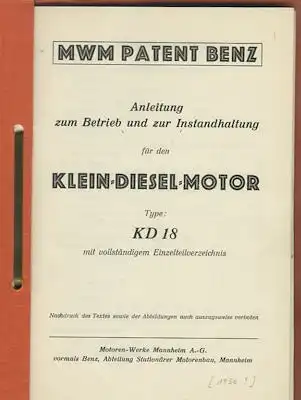 MWM PATENT BENZ
Anleitung
zum Betrieb und zur Instandhaltung
für den
KLEIN-DIESEL-MOTOR
Type:
KD 18
mit vollständigem Einzelteilverzeichnis
Nachdruck des Textes sowie der Abbildungen auch auszugsweise verboten
Motoren-Werke Mannheim A.-G.
vormals Benz, Abteilung Stationärer Motorenbau, Mannheim